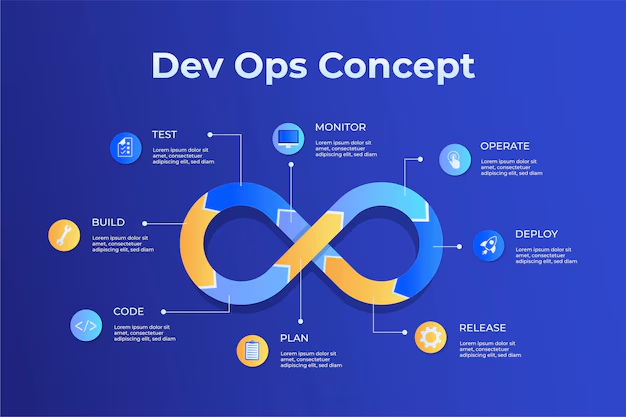 Dev Ops Concept
TEST
Lorem ipsum dolor sit
amet, consectetuer
adipiscing elit, sed diam
MONITOR
Lorem ipsum dolor sit
amet, consectetuer
adipiscing elit, sed diam
OPERATE
Lorem ipsum dolor sit
amet, consectetuer
adipiscing elit, sed diam
BUILD
Lorem ipsum dolor sit
amet, consectetuer
adipiscing elit, sed diam
DEPLOY
Lorem ipsum dolor sit
amet, consectetuer
adipiscing elit, sed diam
CODE
Lorem ipsum dolor sit
amet, consectetuer
adipiscing elit, sed diam
PLAN
Lorem ipsum dolor sit
amet, consectetuer
adipiscing elit, sed diam
RELEASE
Lorem ipsum dolor sit
amet, consectetuer
adipiscing elit, sed diam